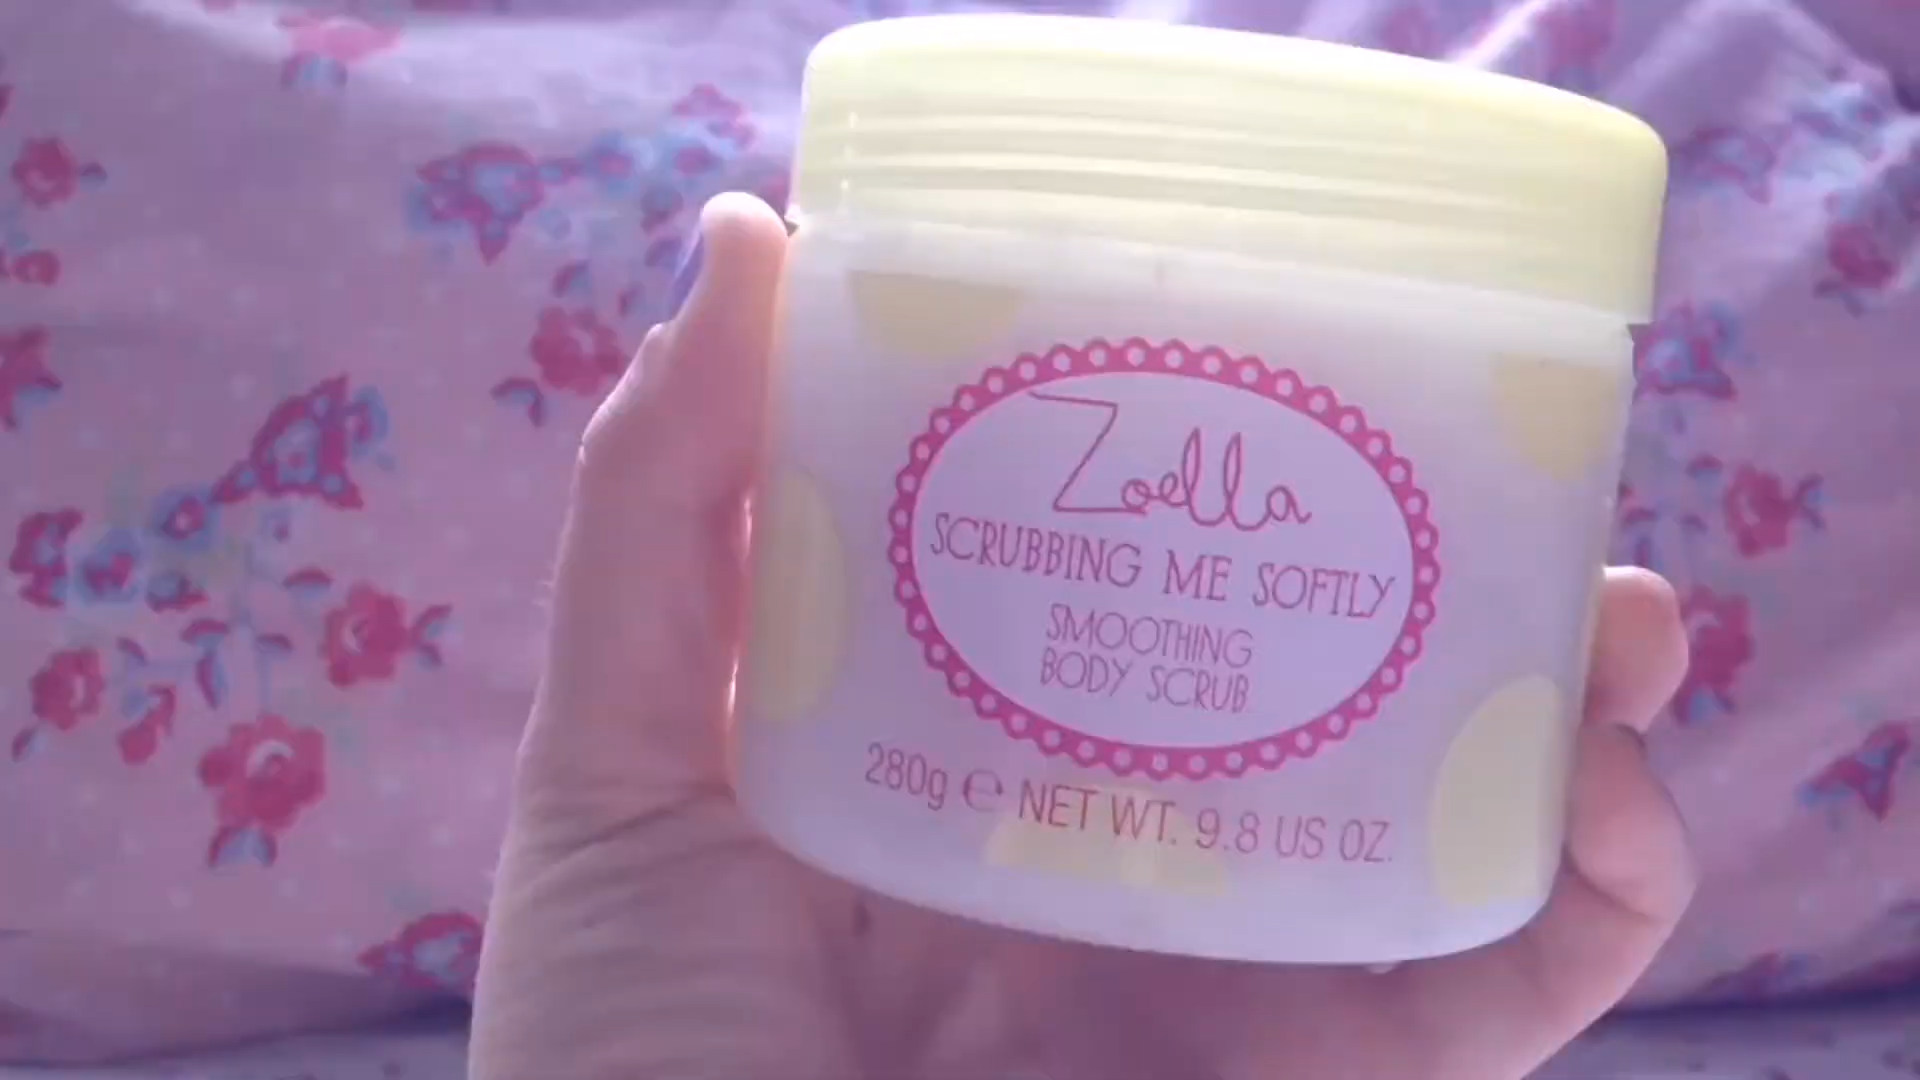 Zoella
SCRUBBING ME SOFTLY
SMOOTHING
BODY SCRUB.
280g ℮ NET WT. 9.8 US OZ.